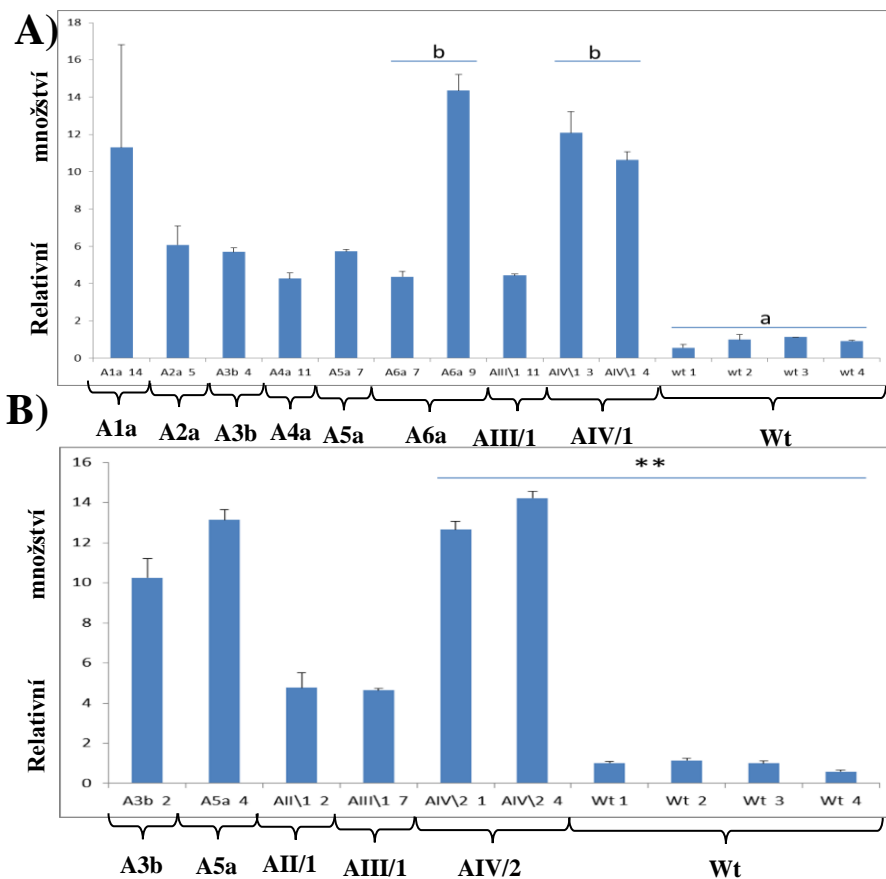 A)
Relativní množství
18
16
14
12
10
8
6
4
2
0
b b
a
A1a 14 A2a 5 A3b 4 A4a 11 A5a 7 A6a 7 A6a 9 AIII\1 11 AIV\1 3 AIV\1 4 wt 1 wt 2 wt 3 wt 4
A1a A2a A3b A4a A5a A6a AIII/1 AIV/1 Wt
B)
Relativní množství
16
14
12
10
8
6
4
2
0
**
A3b 2 A5a 4 AII\1 2 AIII\1 7 AIV\2 1 AIV\2 4 Wt 1 Wt 2 Wt 3 Wt 4
A3b A5a AII/1 AIII/1 AIV/2 Wt